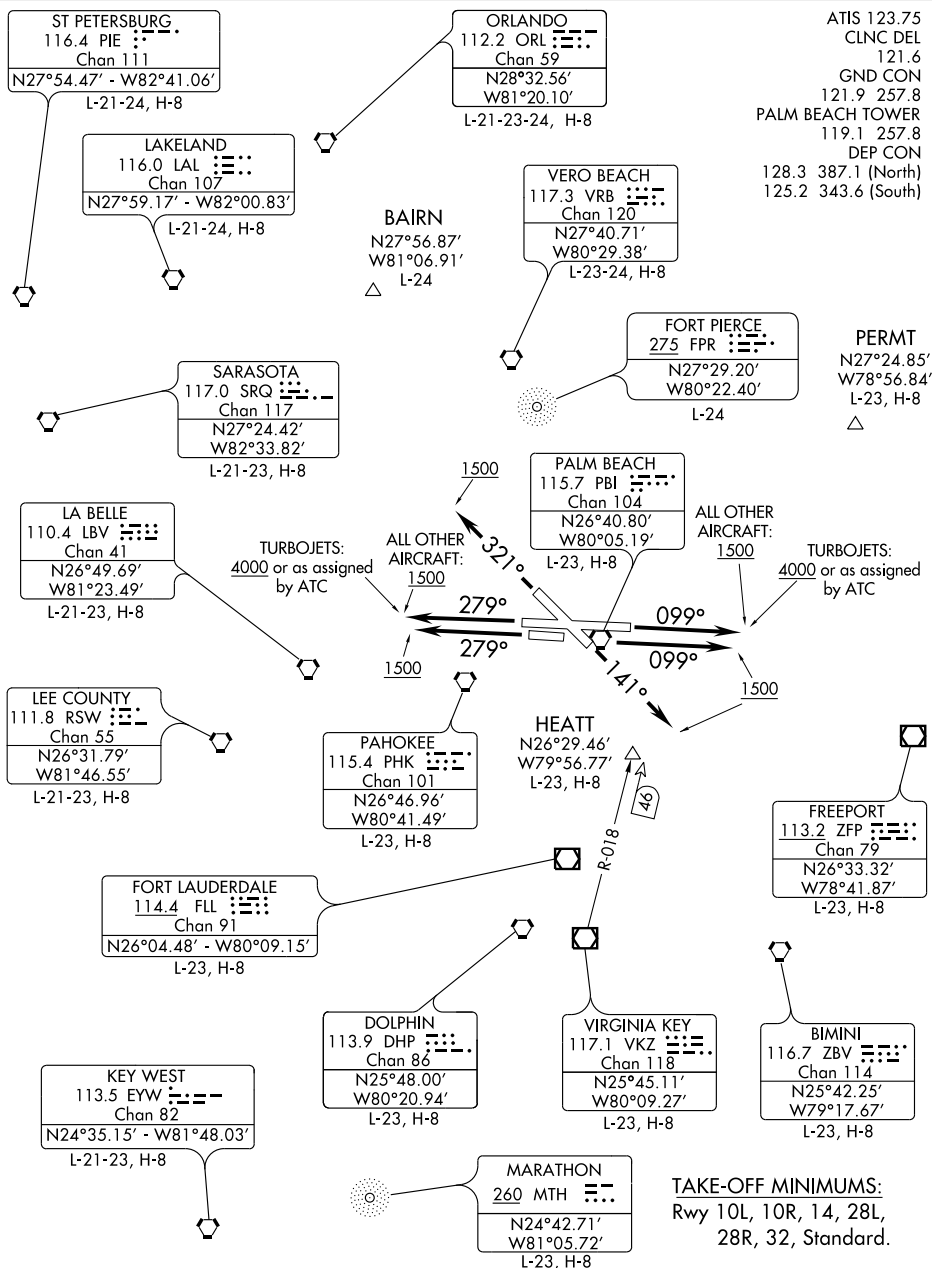 ST PETERSBURG
116.4 PIE
Chan 111
N27°54.47' - W82°41.06'
L-21-24, H-8
ORLANDO
112.2 ORL
Chan 59
N28°32.56'
W81°20.10'
L-21-23-24, H-8
ATIS 123.75
CLNC DEL
121.6
GND CON
121.9 257.8
PALM BEACH TOWER
119.1 257.8
DEP CON
128.3 387.1 (North)
125.2 343.6 (South)
LAKELAND
116.0 LAL
Chan 107
N27°59.17' - W82°00.83'
L-21-24, H-8
BAIRN
N27°56.87'
W81°06.91'
L-24
VERO BEACH
117.3 VRB
Chan 120
N27°40.71'
W80°29.38'
L-23-24, H-8
FORT PIERCE
275 FPR
N27°29.20'
W80°22.40'
L-24
PERMT
N27°24.85'
W78°56.84'
L-23, H-8
SARASOTA
117.0 SRQ
Chan 117
N27°24.42'
W82°33.82'
L-21-23, H-8
PALM BEACH
115.7 PBI
Chan 104
N26°40.80'
W80°05.19'
L-23, H-8
LA BELLE
110.4 LBV
Chan 41
N26°49.69'
W81°23.49'
L-21-23, H-8
TURBOJETS:
4000 or as assigned
by ATC
ALL OTHER
AIRCRAFT:
1500
1500
321°
279°
279°
1500
ALL OTHER
AIRCRAFT:
1500
TURBOJETS:
4000 or as assigned
by ATC
099°
099°
141°
1500
LEE COUNTY
111.8 RSW
Chan 55
N26°31.79'
W81°46.55'
L-21-23, H-8
PAHOKEE
115.4 PHK
Chan 101
N26°46.96'
W80°41.49'
L-23, H-8
HEATT
N26°29.46'
W79°56.77'
L-23, H-8
46
R-018
FREEPORT
113.2 ZFP
Chan 79
N26°33.32'
W78°41.87'
L-23, H-8
FORT LAUDERDALE
114.4 FLL
Chan 91
N26°04.48' - W80°09.15'
L-23, H-8
DOLPHIN
113.9 DHP
Chan 86
N25°48.00'
W80°20.94'
L-23, H-8
VIRGINIA KEY
117.1 VKZ
Chan 118
N25°45.11'
W80°09.27'
L-23, H-8
BIMINI
116.7 ZBV
Chan 114
N25°42.25'
W79°17.67'
L-23, H-8
KEY WEST
113.5 EYW
Chan 82
N24°35.15' - W81°48.03'
L-21-23, H-8
MARATHON
260 MTH
N24°42.71'
W81°05.72'
L-23, H-8
TAKE-OFF MINIMUMS:
Rwy 10L, 10R, 14, 28L,
28R, 32, Standard.